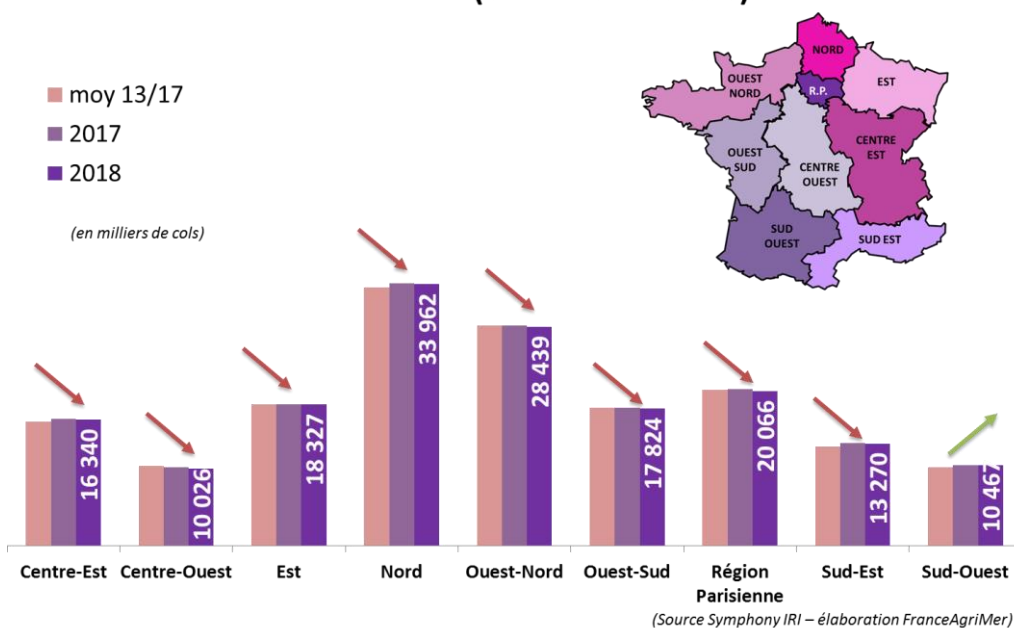 NORD
OUEST
NORD
EST
R.P.
OUEST
SUD
CENTRE
EST
CENTRE
OUEST
SUD
OUEST
SUD EST
moy 13/17
2017
2018
(en milliers de cols)
16 340
10 026
18 327
33 962
28 439
17 824
20 066
13 270
10 467
Centre-Est
Centre-Ouest
Est
Nord
Ouest-Nord
Ouest-Sud
Région
Parisienne
Sud-Est
Sud-Ouest
(Source Symphony IRI – élaboration FranceAgriMer)